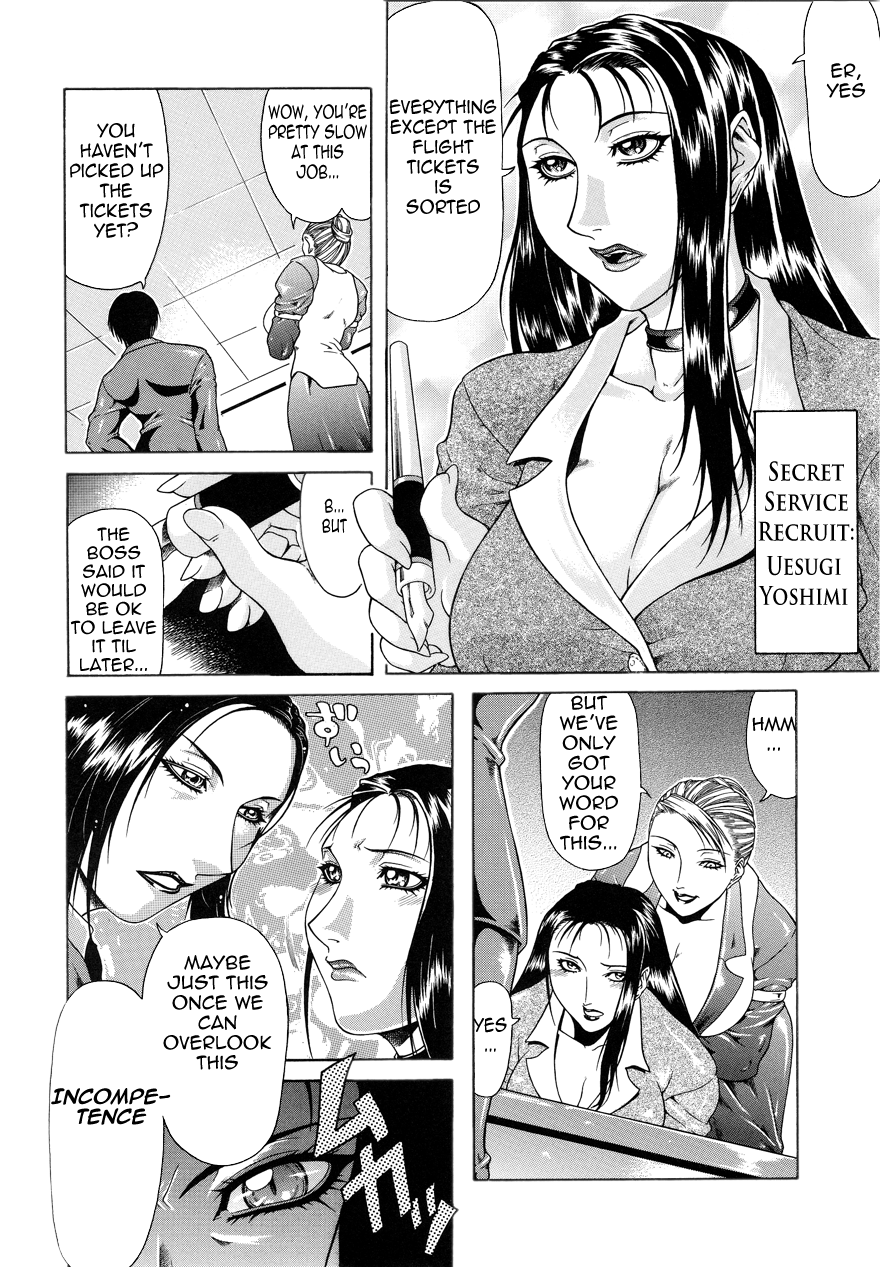 ER,
YES
EVERYTHING
EXCEPT THE
FLIGHT
TICKETS
IS
SORTED
SECRET
SERVICE
RECRUIT:
UESUGI
YOSHIMI
WOW, YOU'RE
PRETTY SLOW
AT THIS
JOB...
YOU
HAVEN'T
PICKED UP
THE
TICKETS
YET?
B...
BUT
THE
BOSS
SAID IT
WOULD
BE OK
TO LEAVE
IT TIL
LATER...
HMM
...
BUT
WE'VE
ONLY
GOT
YOUR
WORD
FOR
THIS...
YES
...
ずいっ
MAYBE
JUST THIS
ONCE WE
CAN
OVERLOOK
THIS
INCOMPE-
TENCE
ムカッ